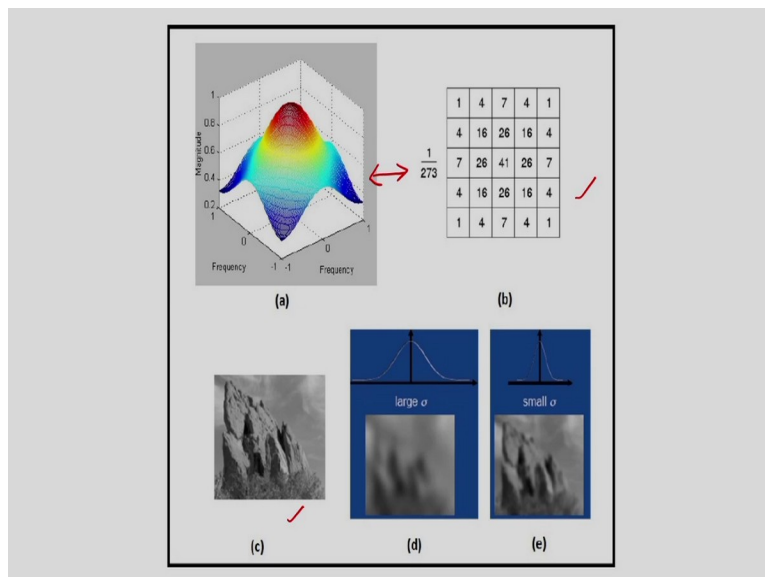 1
0.8
0.6
0.4
0.2
Magnitude
1
0
-1
Frequency
-1
0
1
Frequency
(a)
1
273
1 4 7 4 1
4 16 26 16 4
7 26 41 26 7
4 16 26 16 4
1 4 7 4 1
(b)
(c)
large σ
(d)
small σ
(e)